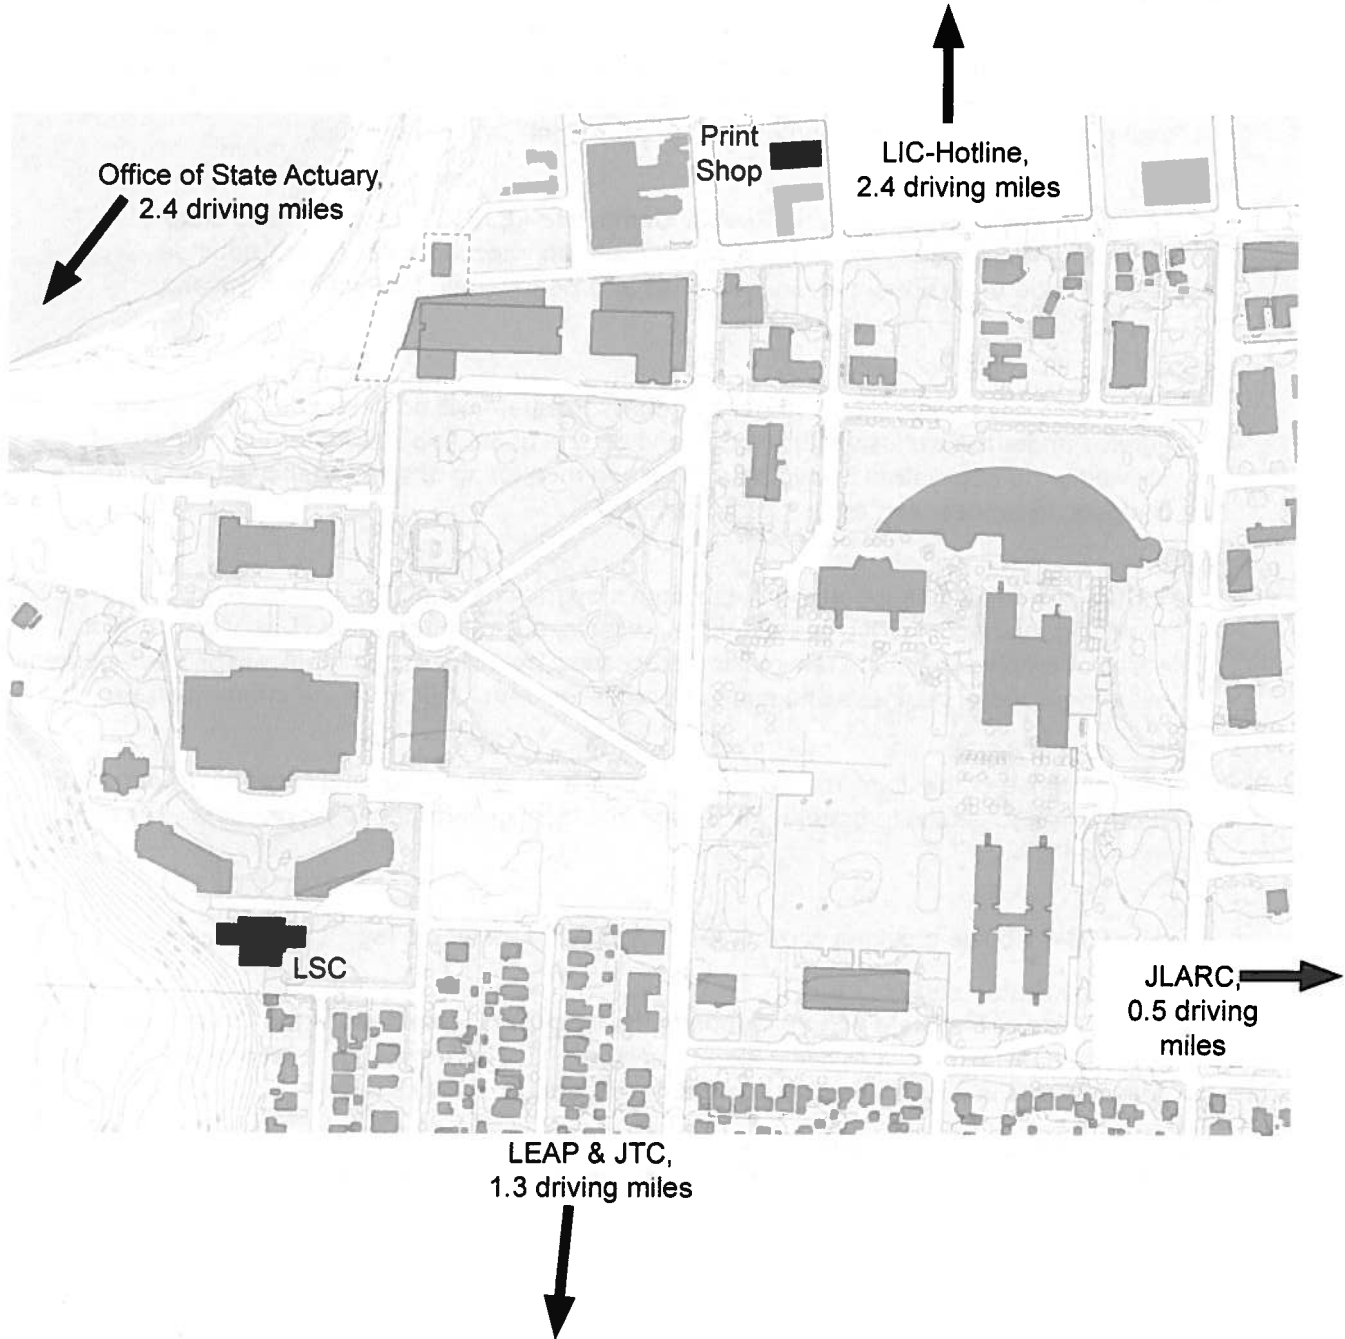 Print
Shop
LIC-Hotline,
2.4 driving miles
Office of State Actuary,
2.4 driving miles
LSC
JLARC,
0.5 driving
miles
LEAP & JTC,
1.3 driving miles